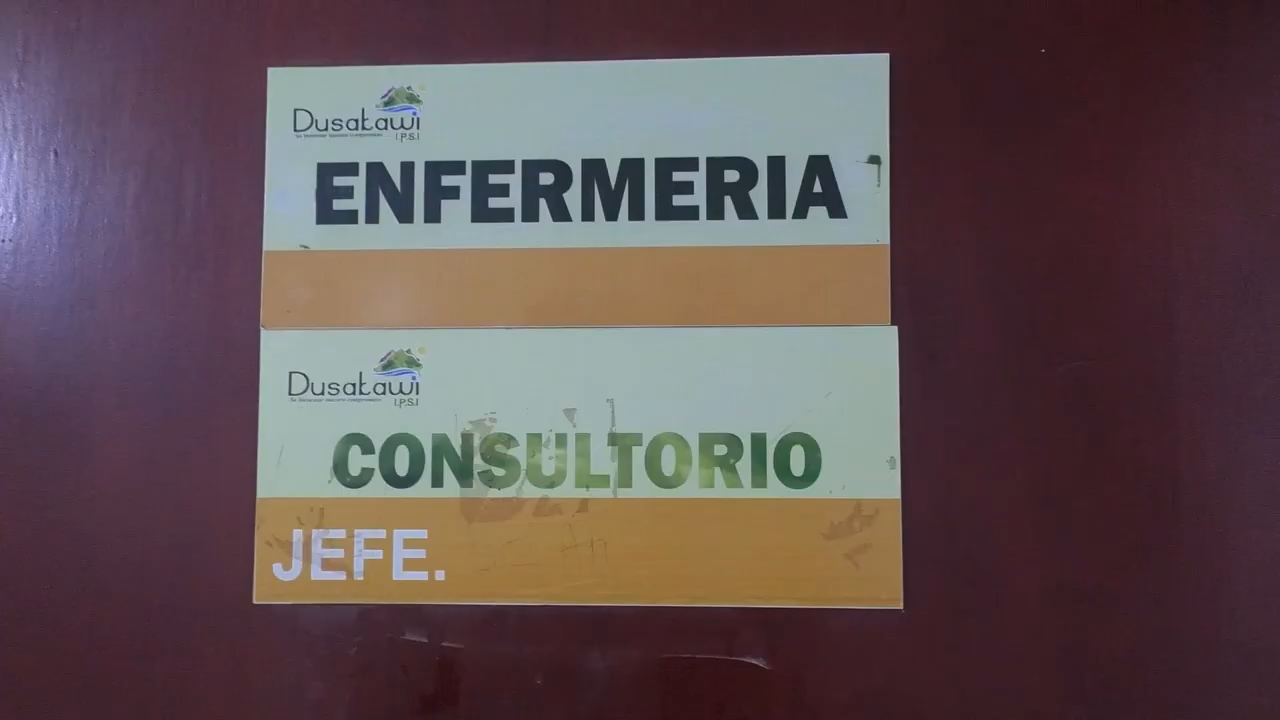 Dusakawi
I.P.S.I
ENFERMERIA
Dusakawi
I.P.S.I
CONSULTORIO
JEFE.